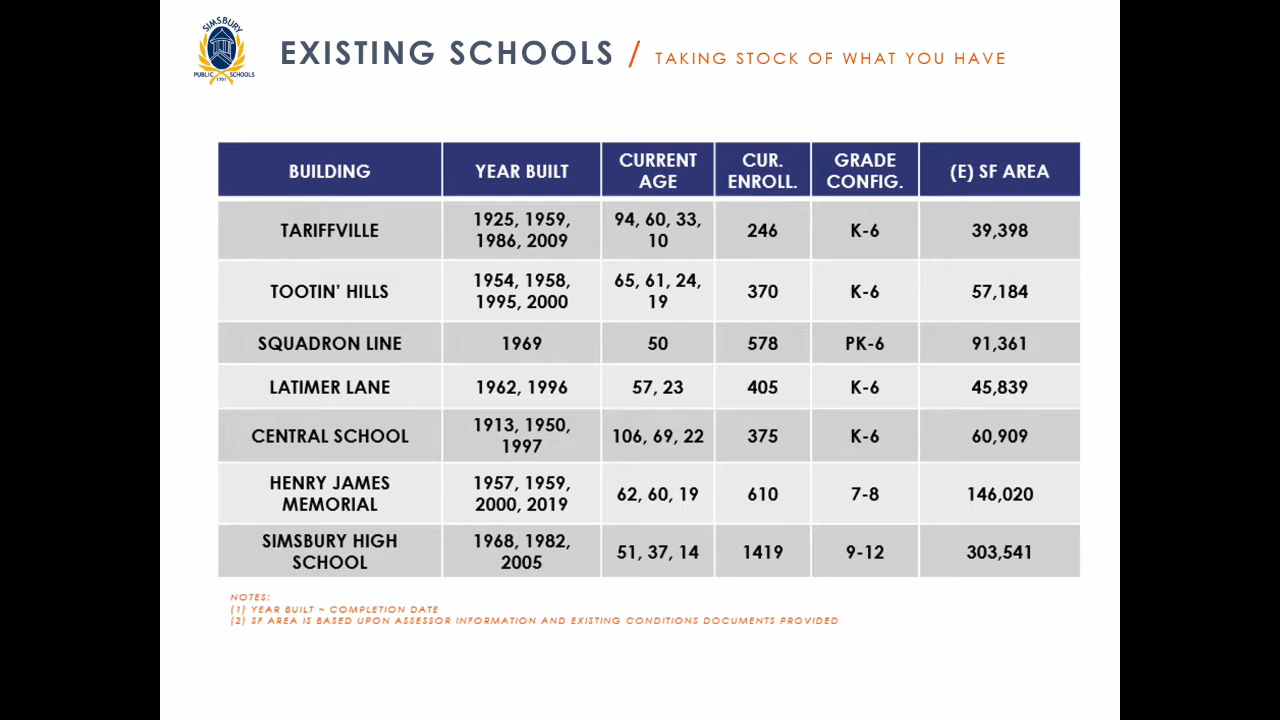 SIMSBURY
PUBLIC SCHOOLS
1701
EXISTING SCHOOLS / TAKING STOCK OF WHAT YOU HAVE
BUILDING
YEAR BUILT
CURRENT
AGE
CUR.
ENROLL.
GRADE
CONFIG.
(E) SF AREA
TARIFFVILLE
1925, 1959,
1986, 2009
94, 60, 33,
10
246
K-6
39,398
TOOTIN' HILLS
1954, 1958,
1995, 2000
65, 61, 24,
19
370
K-6
57,184
SQUADRON LINE
1969
50
578
PK-6
91,361
LATIMER LANE
1962, 1996
57, 23
405
K-6
45,839
CENTRAL SCHOOL
1913, 1950,
1997
106, 69, 22
375
K-6
60,909
HENRY JAMES
MEMORIAL
1957, 1959,
2000, 2019
62, 60, 19
610
7-8
146,020
SIMSBURY HIGH
SCHOOL
1968, 1982,
2005
51, 37, 14
1419
9-12
303,541
NOTES:
(1) YEAR BUILT ~ COMPLETION DATE
(2) SF AREA IS BASED UPON ASSESSOR INFORMATION AND EXISTING CONDITIONS DOCUMENTS PROVIDED